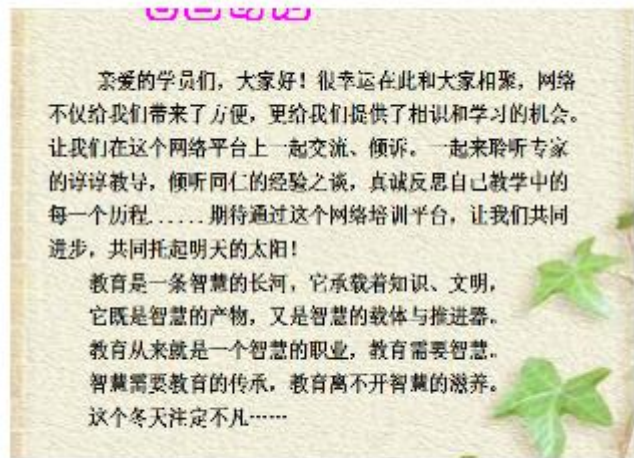 亲爱的学员们，大家好！很幸运在此和大家相聚，网络
不仅给我们带来了方便，更给我们提供了相识和学习的机会。
让我们在这个网络平台上一起交流、倾诉。一起来聆听专家
的谆谆教导，倾听同仁的经验之谈，真诚反思自己教学中的
每一个历程......期待通过这个网络培训平台，让我们共同
进步，共同托起明天的太阳！
教育是一条智慧的长河，它承载着知识、文明，
它既是智慧的产物，又是智慧的载体与推进器。
教育从来就是一个智慧的职业，教育需要智慧。
智慧需要教育的传承，教育离不开智慧的滋养。
这个冬天注定不凡……